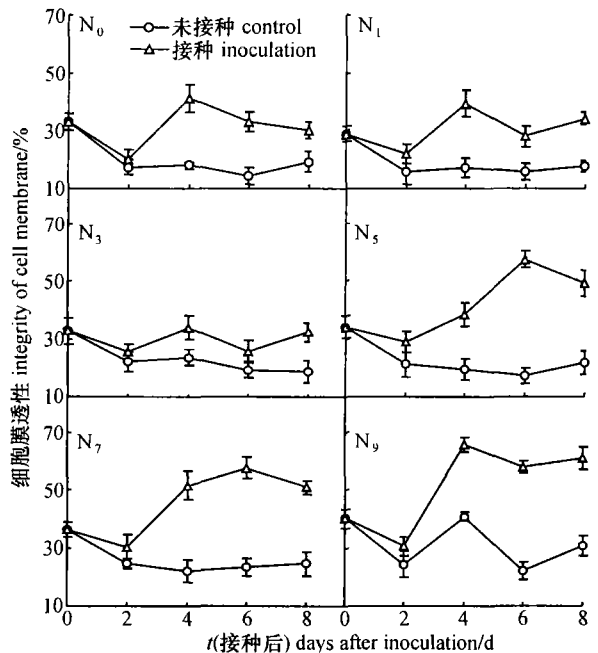 N0
未接种 control
接种 inoculation
N1
70
50
30
10
N3
N5
70
50
30
10
N7
N9
70
50
30
10
0 2 4 6 8 0 2 4 6 8
细胞膜透性 integrity of cell membrane/%
t(接种后) days after inoculation/d